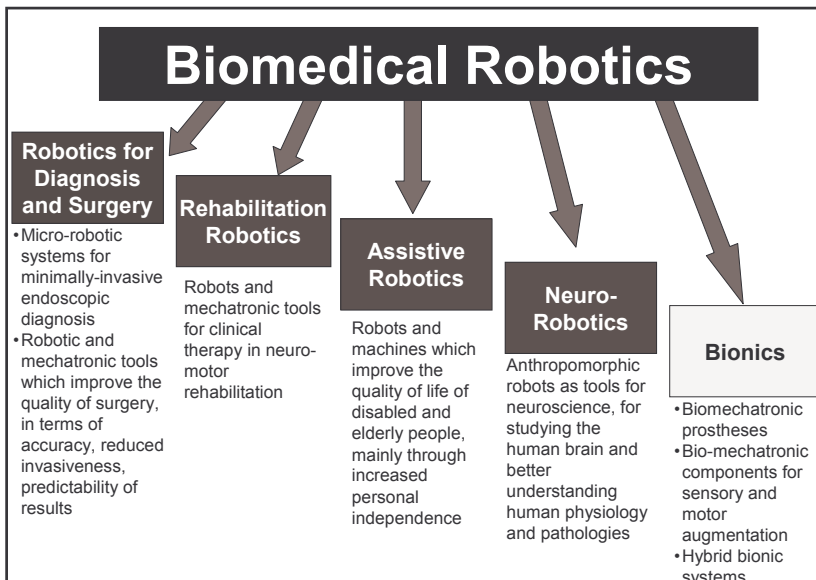 Biomedical Robotics
Robotics for
Diagnosis
and Surgery
•Micro-robotic
systems for
minimally-invasive
endoscopic
diagnosis
•Robotic and
mechatronic tools
which improve the
quality of surgery,
in terms of
accuracy, reduced
invasiveness,
predictability of
results
Rehabilitation
Robotics
Robots and
mechatronic tools
for clinical
therapy in neuro-
motor
rehabilitation
Assistive
Robotics
Robots and
machines which
improve the
quality of life of
disabled and
elderly people,
mainly through
increased
personal
independence
Neuro-
Robotics
Anthropomorphic
robots as tools for
neuroscience, for
studying the
human brain and
better
understanding
human physiology
and pathologies
Bionics
•Biomechatronic
prostheses
•Bio-mechatronic
components for
sensory and
motor
augmentation
•Hybrid bionic
systems